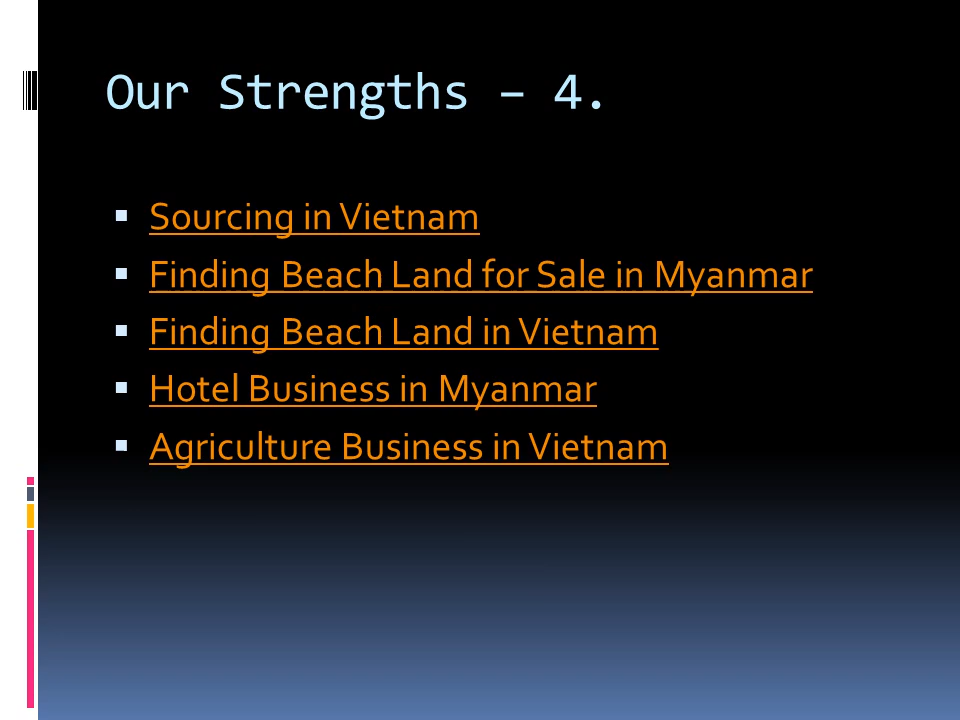 Our Strengths – 4.
Sourcing in Vietnam
Finding Beach Land for Sale in Myanmar
Finding Beach Land in Vietnam
Hotel Business in Myanmar
Agriculture Business in Vietnam